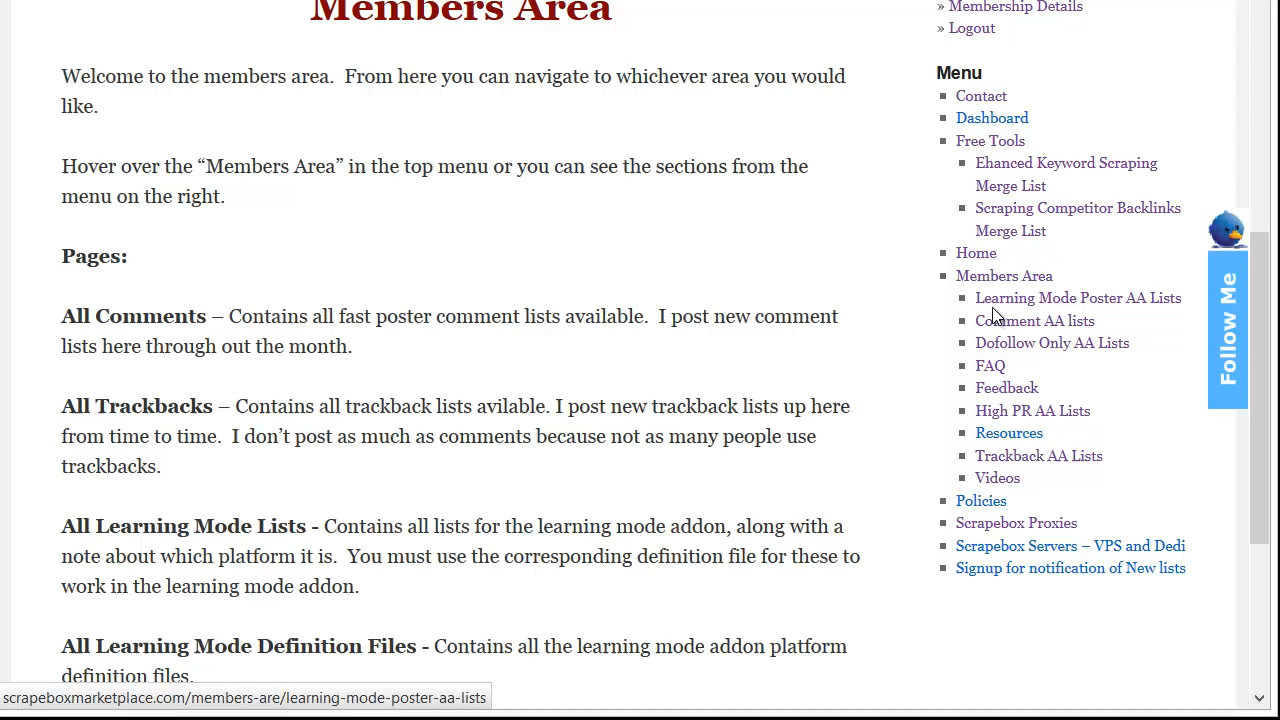 Members Area
Welcome to the members area.  From here you can navigate to whichever area you would
like.
Hover over the “Members Area” in the top menu or you can see the sections from the
menu on the right.
Pages:
All Comments – Contains all fast poster comment lists available.  I post new comment
lists here through out the month.
All Trackbacks – Contains all trackback lists avilable. I post new trackback lists up here
from time to time.  I don’t post as much as comments because not as many people use
trackbacks.
All Learning Mode Lists - Contains all lists for the learning mode addon, along with a
note about which platform it is.  You must use the corresponding definition file for these to
work in the learning mode addon.
All Learning Mode Definition Files - Contains all the learning mode addon platform
definition files.
» Membership Details
» Logout
Menu
Contact
Dashboard
Free Tools
Ehanced Keyword Scraping
Merge List
Scraping Competitor Backlinks
Merge List
Home
Members Area
Learning Mode Poster AA Lists
Comment AA lists
Dofollow Only AA Lists
FAQ
Feedback
High PR AA Lists
Resources
Trackback AA Lists
Videos
Policies
Scrapebox Proxies
Scrapebox Servers – VPS and Dedi
Signup for notification of New lists
Follow Me
scrapeboxmarketplace.com/members-are/learning-mode-poster-aa-lists